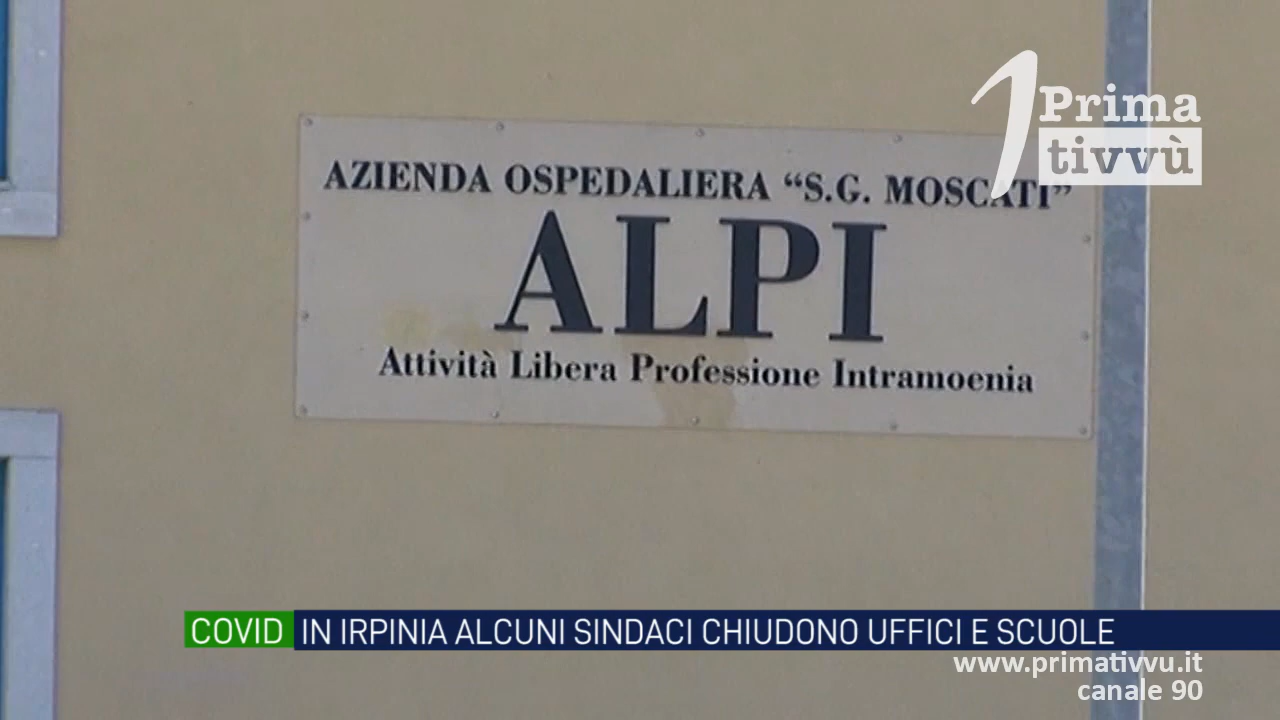 Prima
tivvù
AZIENDA OSPEDALIERA “S.G. MOSCATI”
ALPI
Attività Libera Professione Intramoenia
COVID IN IRPINIA ALCUNI SINDACI CHIUDONO UFFICI E SCUOLE
www.primativvu.it
canale 90